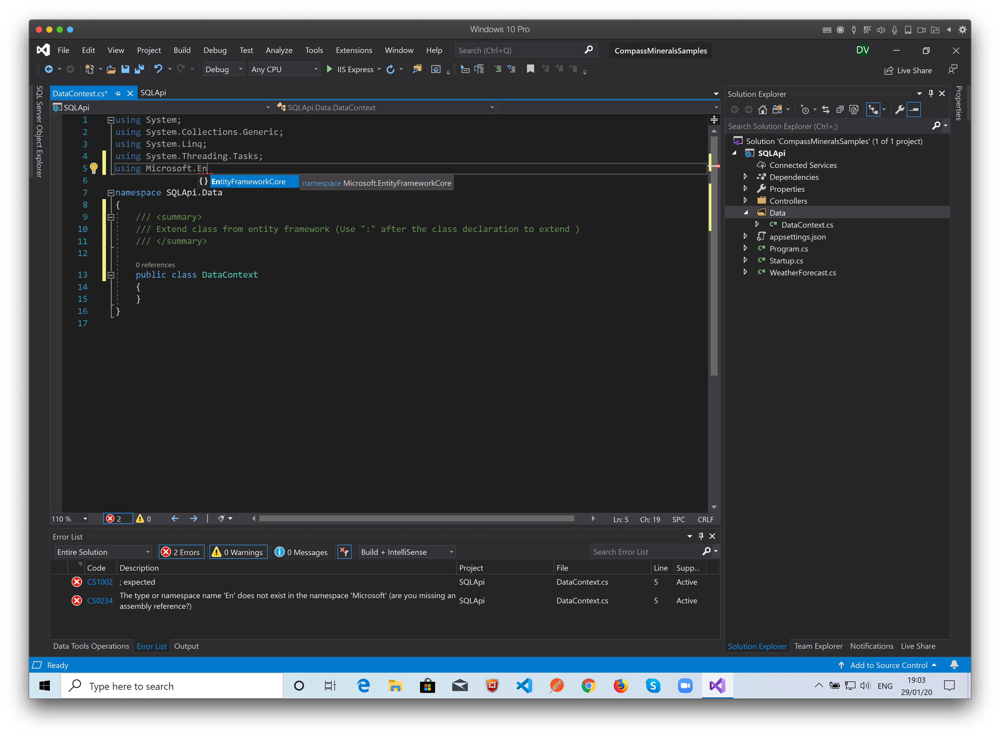 Windows 10 Pro
File Edit View Project Build Debug Test Analyze Tools Extensions Window Help Search (Ctrl+Q) CompassMineralsSamples DV
Debug Any CPU IIS Express Live Share
SQL Server Object Explorer
DataContext.cs* SQLApi
SQLApi SQLApi.Data.DataContext
1 using System;
2 using System.Collections.Generic;
3 using System.Linq;
4 using System.Threading.Tasks;
5 using Microsoft.En
{ } EntityFrameworkCore namespace Microsoft.EntityFrameworkCore
6
7 namespace SQLApi.Data
8 {
9 /// <summary>
10 /// Extend class from entity framework (Use ":" after the class declaration to extend )
11 /// </summary>
12
0 references
13 public class DataContext
14 {
15 }
16 }
17
110 % 2 0 Ln: 5 Ch: 19 SPC CRLF
Error List
Entire Solution 2 Errors 0 Warnings 0 Messages Build + IntelliSense Search Error List
Code Description Project File Line Supp...
CS1002 ; expected SQLApi DataContext.cs 5 Active
CS0234 The type or namespace name 'En' does not exist in the namespace 'Microsoft' (are you missing an
assembly reference?) SQLApi DataContext.cs 5 Active
Data Tools Operations Error List Output
Solution Explorer
Search Solution Explorer (Ctrl+;)
Solution 'CompassMineralsSamples' (1 of 1 project)
SQLApi
Connected Services
Dependencies
Properties
Controllers
Data
C# DataContext.cs
appsettings.json
C# Program.cs
C# Startup.cs
C# WeatherForecast.cs
Solution Explorer Team Explorer Notifications Live Share
Properties
Ready Add to Source Control
Type here to search ENG 19:03
29/01/20